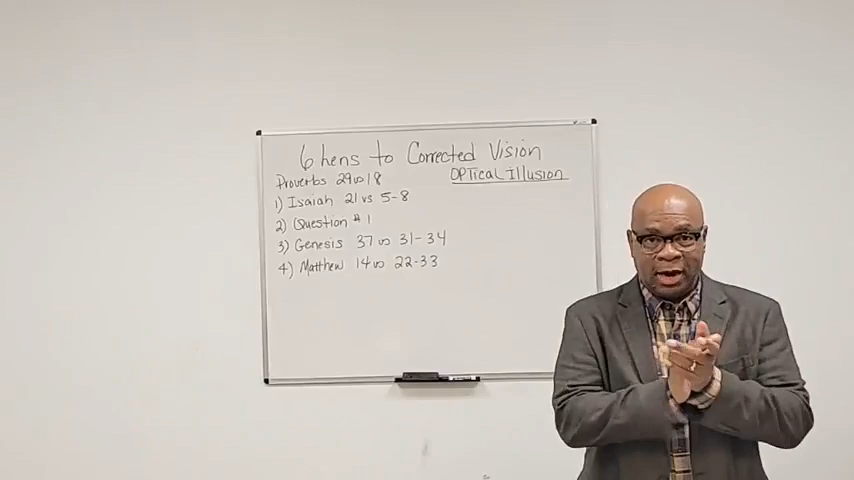 6 hens to Corrected Vision
OPTical Illusion
Proverbs 29 vs 18
1) Isaiah 21 vs 5-8
2) Question #1
3) Genesis 37 vs 31-34
4) Matthew 14 vs 22-33